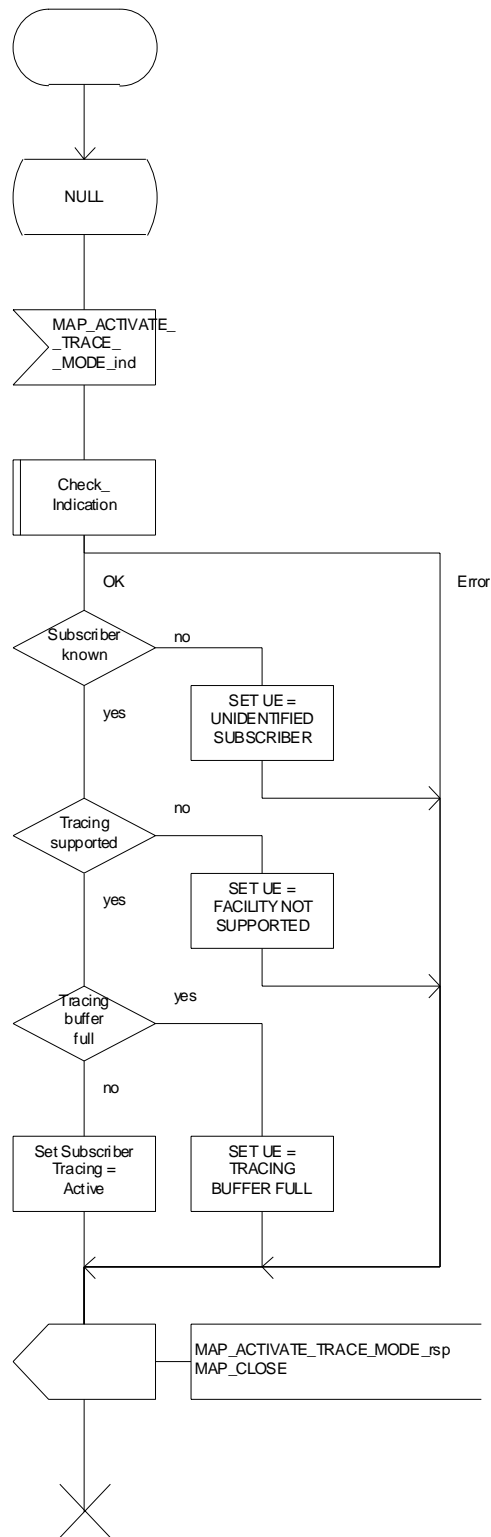 NULL
MAP_ACTIVATE_
_TRACE_
_MODE_ind
Check_
Indication
OK
Error
Subscriber
known
no
yes
SET UE =
UNIDENTIFIED
SUBSCRIBER
Tracing
supported
no
yes
SET UE =
FACILITY NOT
SUPPORTED
Tracing
buffer
full
yes
no
Set Subscriber
Tracing =
Active
SET UE =
TRACING
BUFFER FULL
MAP_ACTIVATE_TRACE_MODE_rsp
MAP_CLOSE